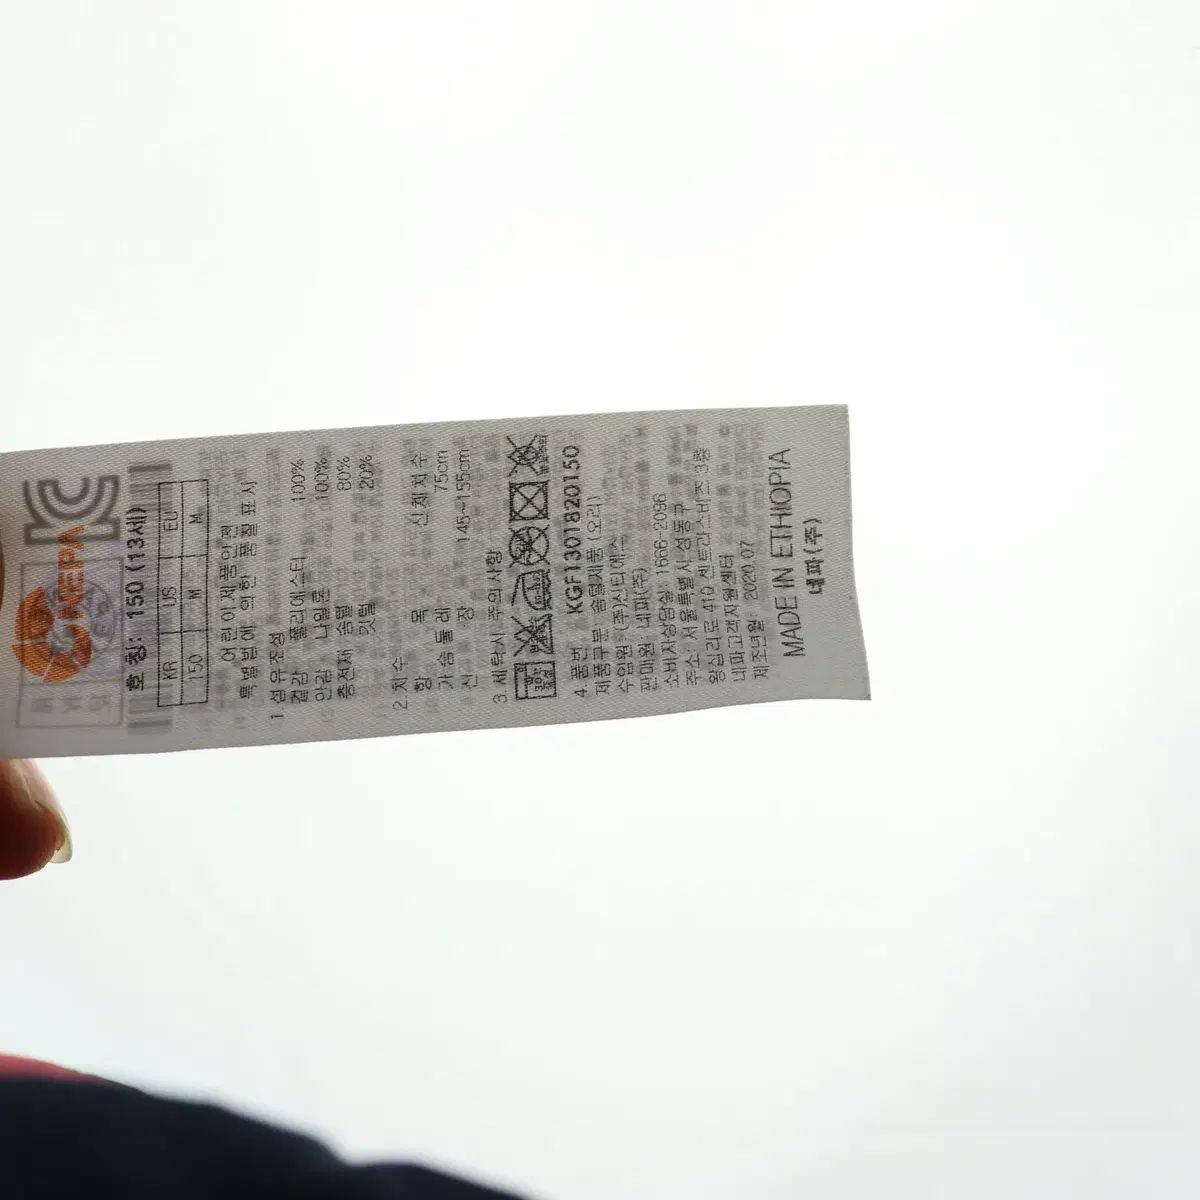 NEPA
호칭: 150 (13세)
KR US EU
150 M M
어린이제품안전
특별법에 의한 품질표시
1.섬유조성
겉감 폴리에스터 100%
안감 나일론 100%
충전재 솜털 80%
깃털 20%
2.치수
항 목 신체치수
가슴둘레 75cm
신 장 145~155cm
3.세탁시 주의사항
4.품번: KGF1301820150
제품구분: 솜털제품 (오리)
수입원: (주)신티에스
판매원: 네파(주)
소비자상담실: 1666-2096
주소: 서울특별시 성동구
왕십리로 410 센트라스비즈 3층
네파고객지원센터
제조년월: 2020.07
MADE IN ETHIOPIA
네파(주)